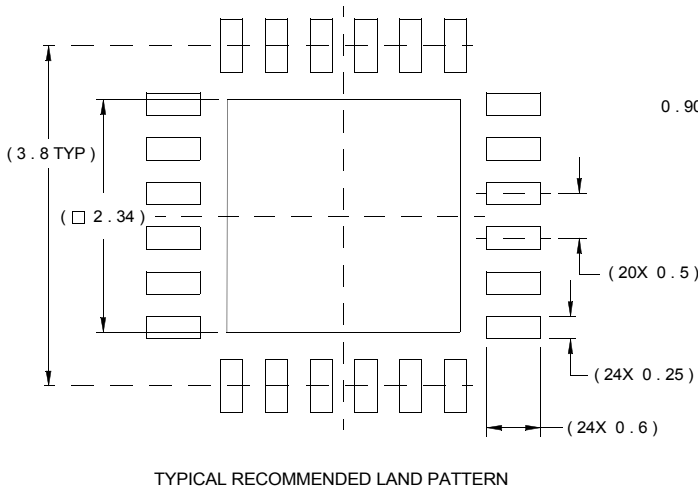 0 . 90
( 3 . 8 TYP )
( □ 2 . 34 )
( 20X 0 . 5 )
( 24X 0 . 25 )
( 24X 0 . 6 )
TYPICAL RECOMMENDED LAND PATTERN